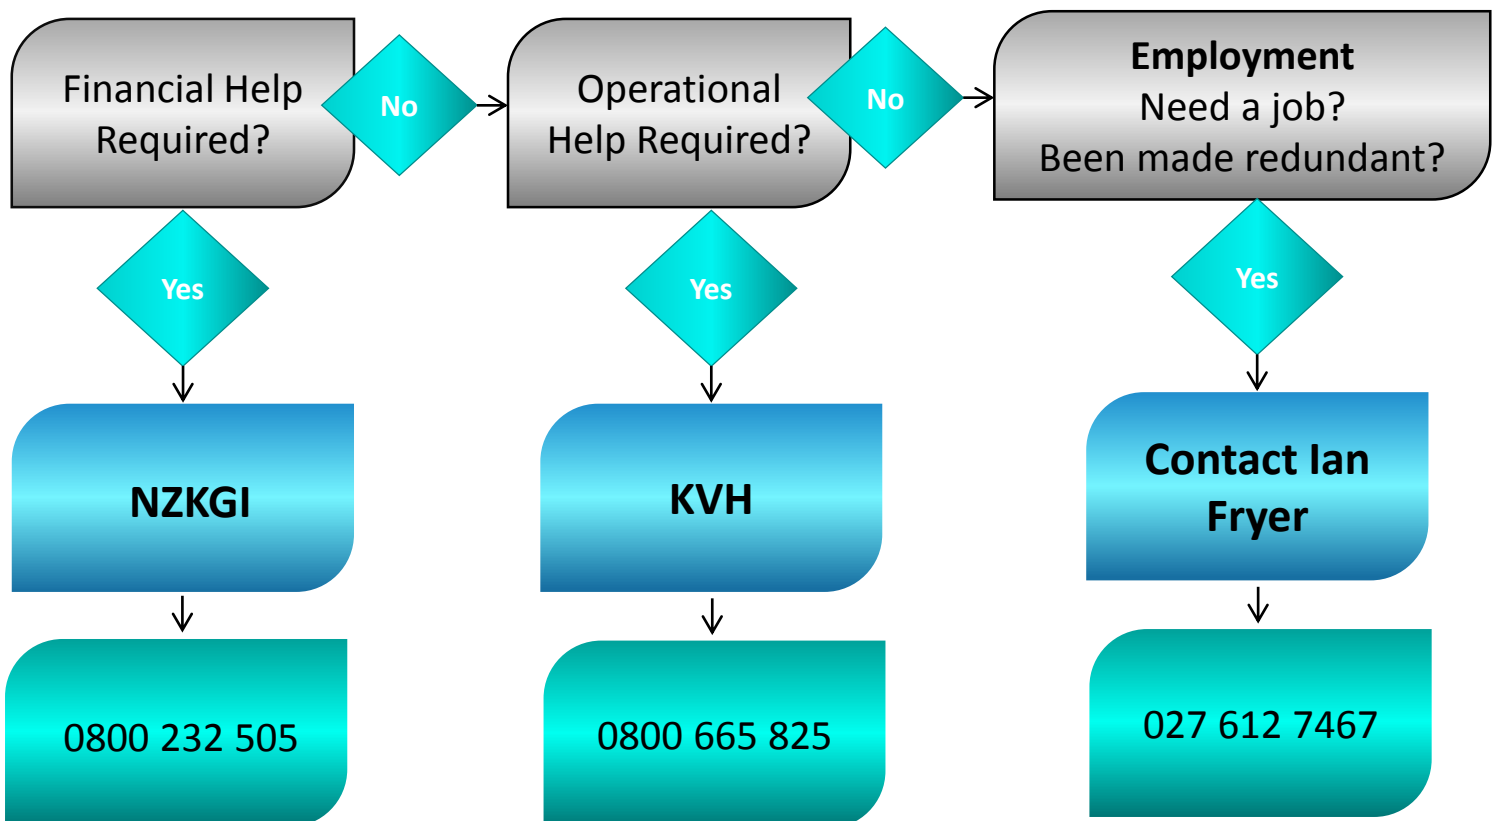 Financial Help
Required?
No
Operational
Help Required?
No
Employment
Need a job?
Been made redundant?
Yes
Yes
Yes
NZKGI
KVH
Contact Ian
Fryer
0800 232 505
0800 665 825
027 612 7467